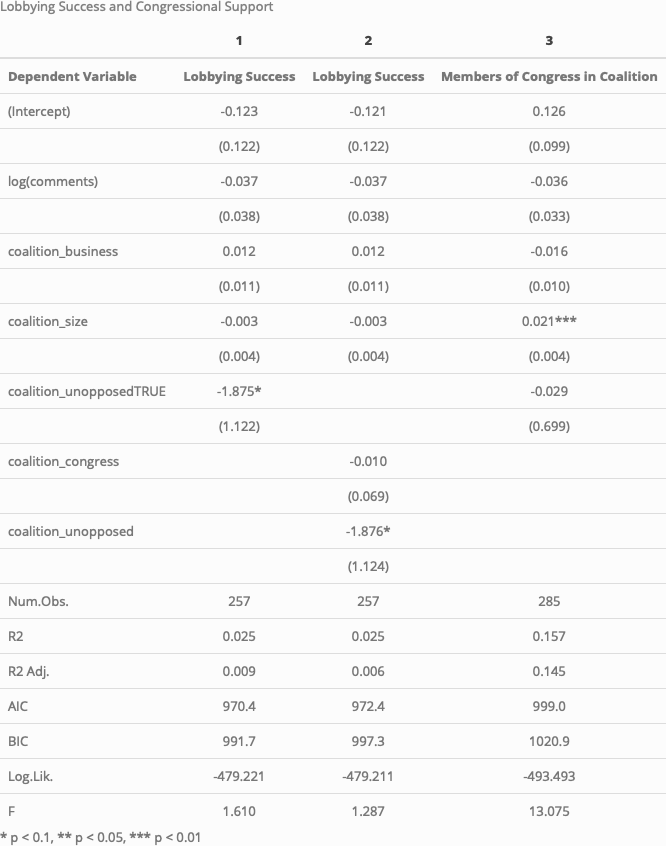 Lobbying Success and Congressional Support
1 2 3
Dependent Variable Lobbying Success Lobbying Success Members of Congress in Coalition
(Intercept) -0.123 -0.121 0.126
(0.122) (0.122) (0.099)
log(comments) -0.037 -0.037 -0.036
(0.038) (0.038) (0.033)
coalition_business 0.012 0.012 -0.016
(0.011) (0.011) (0.010)
coalition_size -0.003 -0.003 0.021***
(0.004) (0.004) (0.004)
coalition_unopposedTRUE -1.875* -0.029
(1.122) (0.699)
coalition_congress -0.010
(0.069)
coalition_unopposed -1.876*
(1.124)
Num.Obs. 257 257 285
R2 0.025 0.025 0.157
R2 Adj. 0.009 0.006 0.145
AIC 970.4 972.4 999.0
BIC 991.7 997.3 1020.9
Log.Lik. -479.221 -479.211 -493.493
F 1.610 1.287 13.075
* p < 0.1, ** p < 0.05, *** p < 0.01